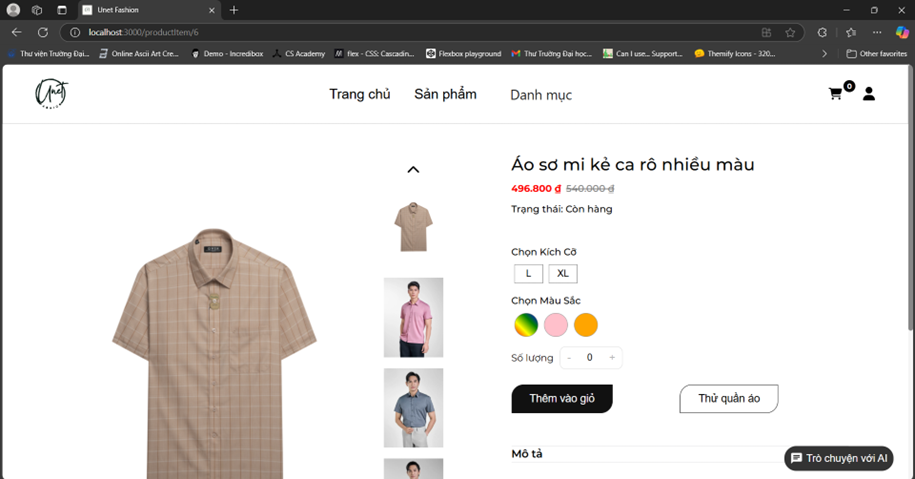 Unet Fashion
localhost:3000/productItem/6
Thư viện Trường Đại...
Online Ascii Art Cre...
Demo - Incredibox
CS Academy
flex - CSS: Cascadin...
Flexbox playground
Thư Trường Đại học...
Can I use... Support...
Themify Icons - 320...
Other favorites
Unet
Trang chủ
Sản phẩm
Danh mục
0
Áo sơ mi kẻ ca rô nhiều màu
496.800 ₫ 540.000 ₫
Trạng thái: Còn hàng
Chọn Kích Cỡ
L XL
Chọn Màu Sắc
Số lượng - 0 +
Thêm vào giỏ
Thử quần áo
Mô tả
Trò chuyện với AI